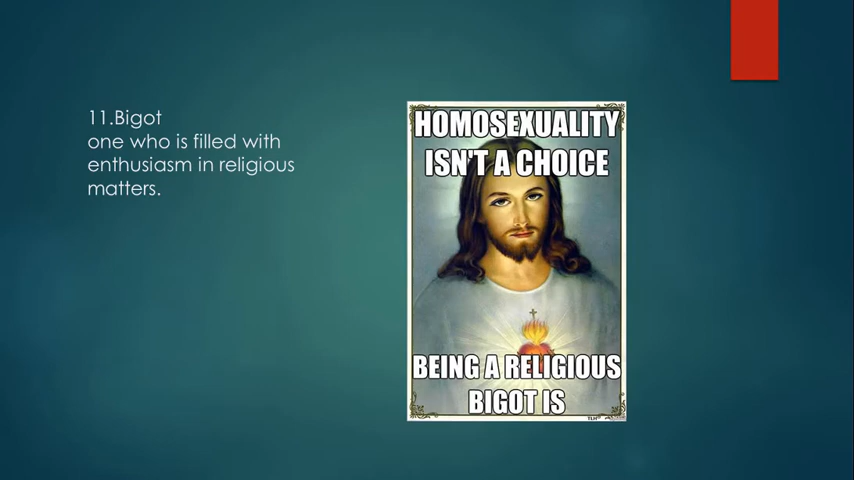 11.Bigot
one who is filled with
enthusiasm in religious
matters.
HOMOSEXUALITY
ISN'T A CHOICE
BEING A RELIGIOUS
BIGOT IS